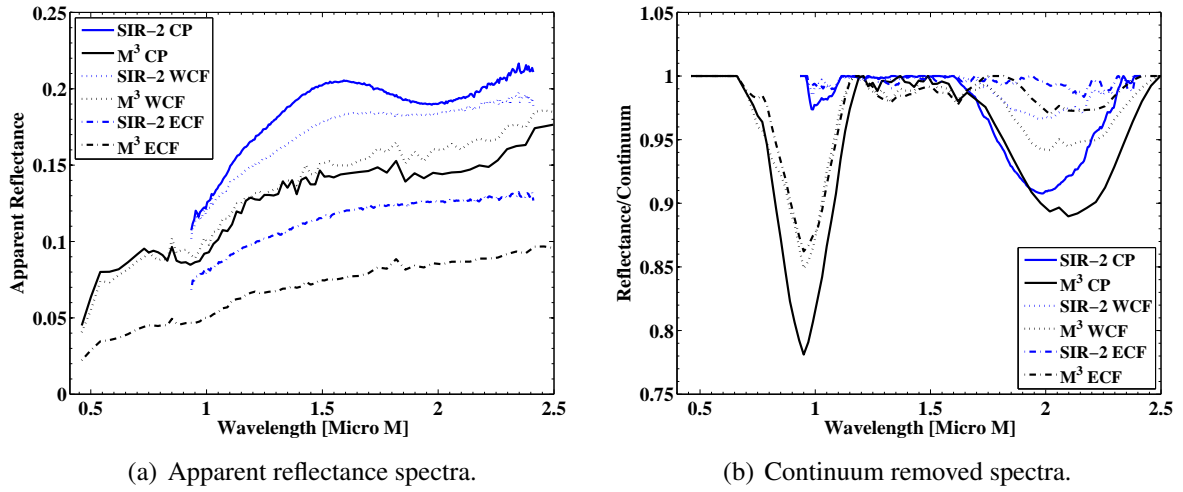 SIR−2 CP
M³ CP
SIR−2 WCF
M³ WCF
SIR−2 ECF
M³ ECF
0.25
0.2
0.15
0.1
0.05
0
0.5
1
1.5
2
2.5
Apparent Reflectance
Wavelength [Micro M]
(a) Apparent reflectance spectra.
1.05
1
0.95
0.9
0.85
0.8
0.75
0.5
1
1.5
2
2.5
Reflectance/Continuum
Wavelength [Micro M]
SIR−2 CP
M³ CP
SIR−2 WCF
M³ WCF
SIR−2 ECF
M³ ECF
(b) Continuum removed spectra.